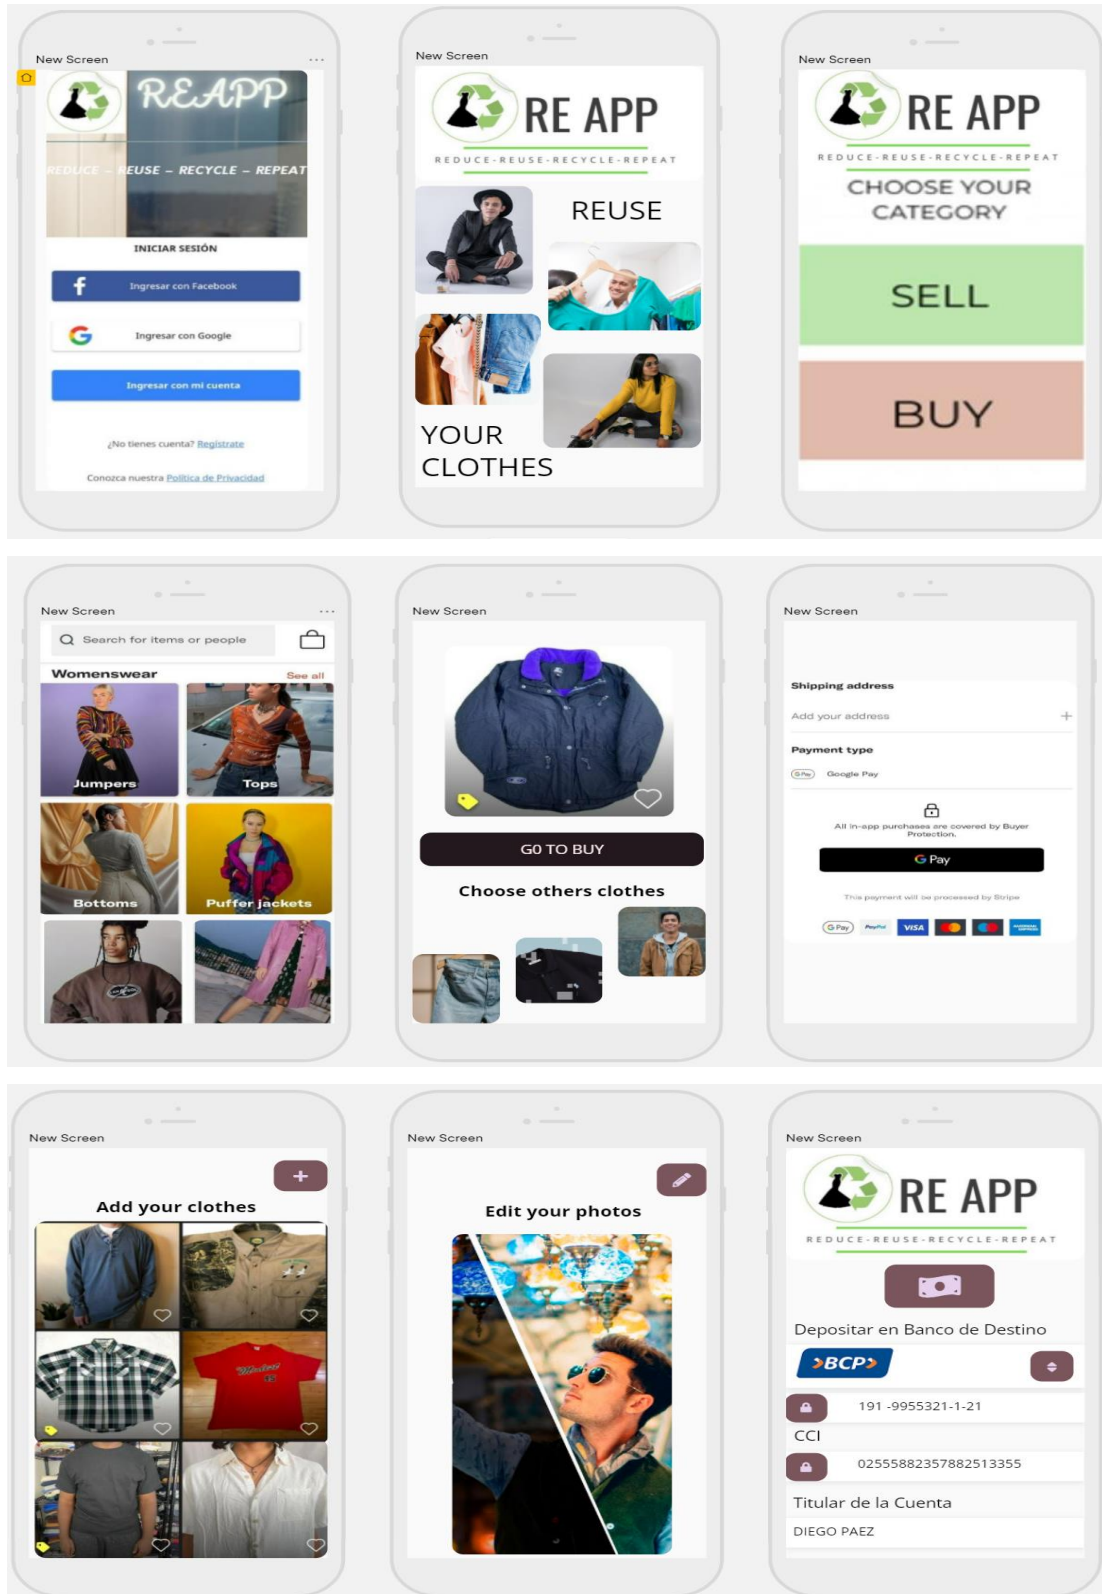 New Screen
REAPP
REDUCE – REUSE – RECYCLE – REPEAT
INICIAR SESIÓN
Ingresar con Facebook
Ingresar con Google
Ingresar con mi cuenta
¿No tienes cuenta? Regístrate
Conozca nuestra Política de Privacidad
New Screen
RE APP
REDUCE-REUSE-RECYCLE-REPEAT
REUSE
YOUR
CLOTHES
New Screen
RE APP
REDUCE-REUSE-RECYCLE-REPEAT
CHOOSE YOUR
CATEGORY
SELL
BUY
New Screen
Search for items or people
Womenswear See all
Jumpers Tops
Bottoms Puffer jackets
New Screen
G0 TO BUY
Choose others clothes
New Screen
Shipping address
Add your address
Payment type
G Pay Google Pay
All in-app purchases are covered by Buyer
Protection.
G Pay
This payment will be processed by Stripe
G Pay PayPal VISA
New Screen
Add your clothes
New Screen
Edit your photos
New Screen
RE APP
REDUCE-REUSE-RECYCLE-REPEAT
Depositar en Banco de Destino
BCP
191 -9955321-1-21
CCI
02555882357882513355
Titular de la Cuenta
DIEGO PAEZ